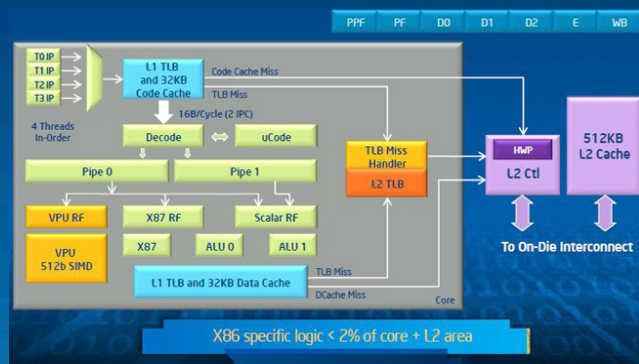 PPF PF D0 D1 D2 E WB
T0 IP
T1 IP
T2 IP
T3 IP
4 Threads
In-Order
L1 TLB
and 32KB
Code Cache
Code Cache Miss
TLB Miss
16B/Cycle (2 IPC)
Decode
uCode
Pipe 0
Pipe 1
VPU RF
X87 RF
Scalar RF
VPU
512b SIMD
X87
ALU 0
ALU 1
L1 TLB and 32KB Data Cache
TLB Miss
DCache Miss
TLB Miss
Handler
L2 TLB
Core
HWP
L2 Ctl
512KB
L2 Cache
To On-Die Interconnect
X86 specific logic < 2% of core + L2 area